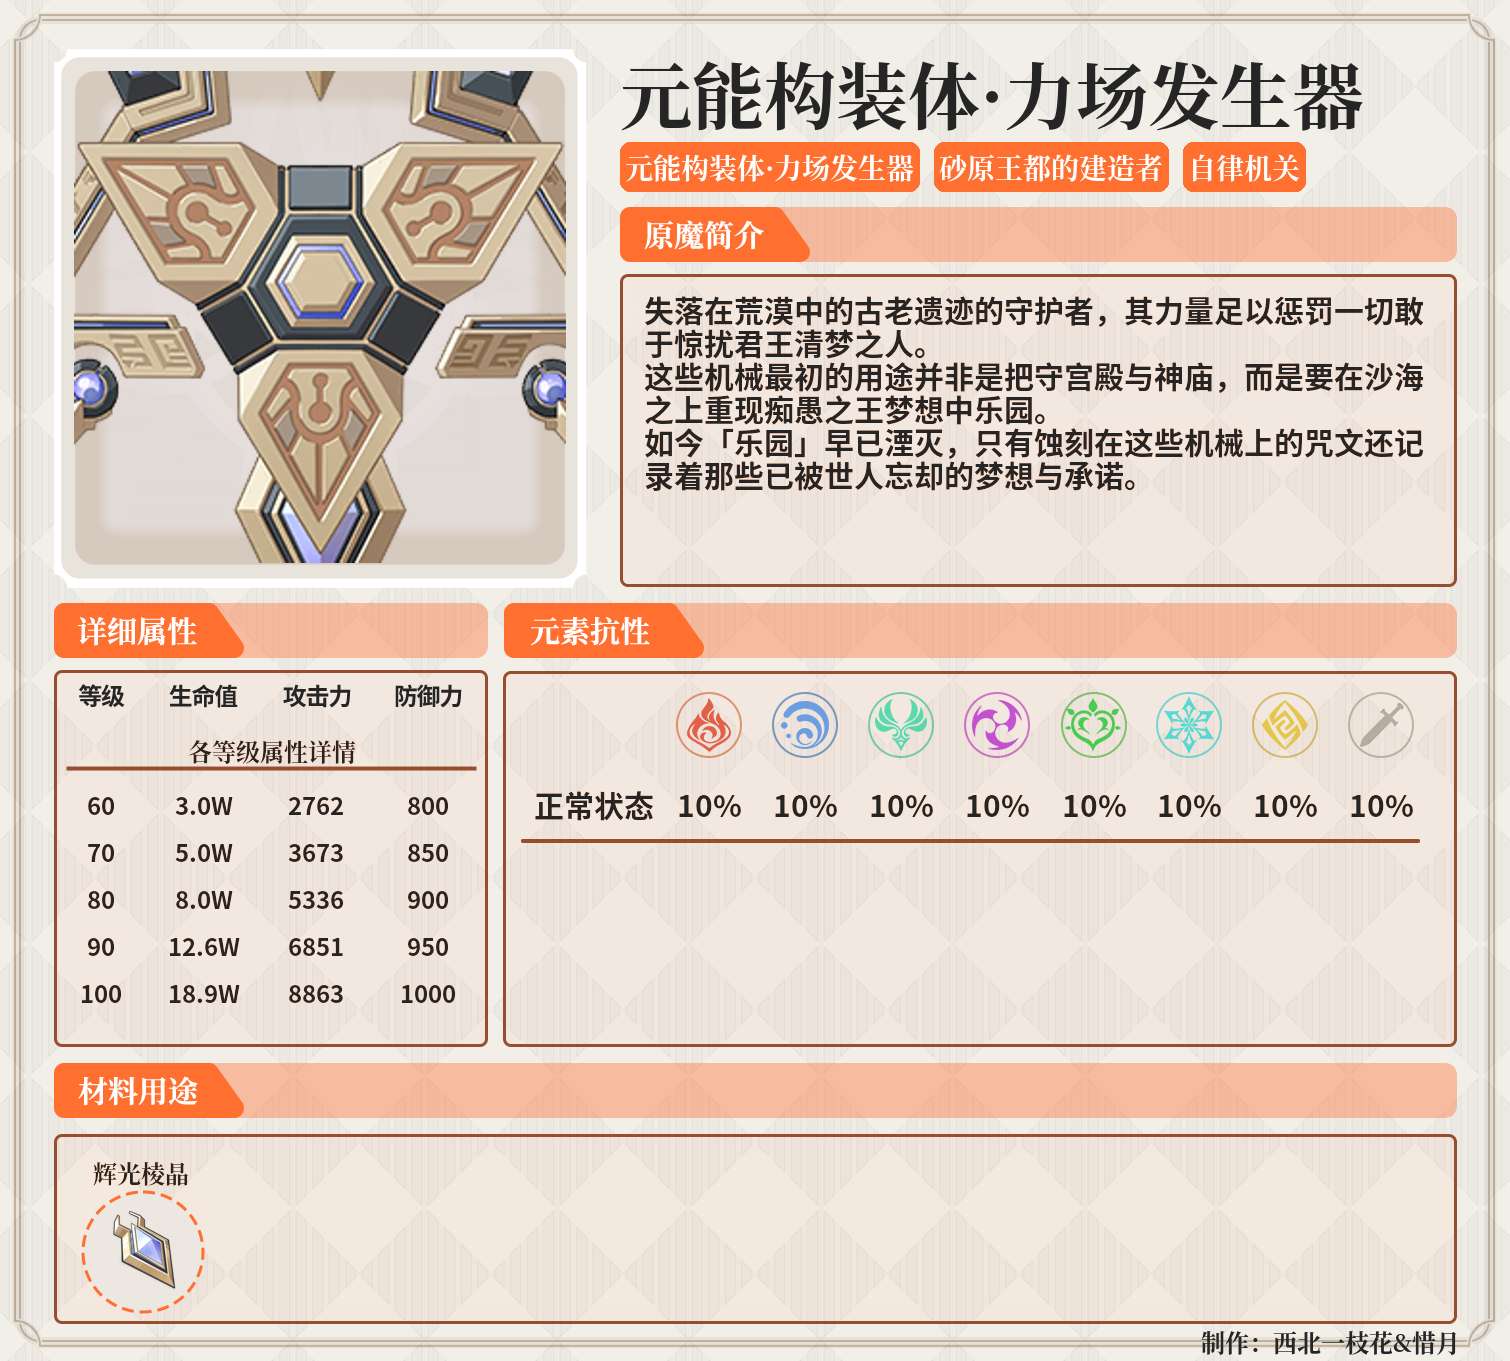 元能构装体·力场发生器
元能构装体·力场发生器 砂原王都的建造者 自律机关
原魔简介
失落在荒漠中的古老遗迹的守护者，其力量足以惩罚一切敢
于惊扰君王清梦之人。
这些机械最初的用途并非是把守宫殿与神庙，而是要在沙海
之上重现痴愚之王梦想中乐园。
如今「乐园」早已湮灭，只有蚀刻在这些机械上的咒文还记
录着那些已被世人忘却的梦想与承诺。
详细属性
等级 生命值 攻击力 防御力
各等级属性详情
60 3.0W 2762 800
70 5.0W 3673 850
80 8.0W 5336 900
90 12.6W 6851 950
100 18.9W 8863 1000
元素抗性
正常状态 10% 10% 10% 10% 10% 10% 10% 10%
材料用途
辉光棱晶
制作：西北一枝花&惜月